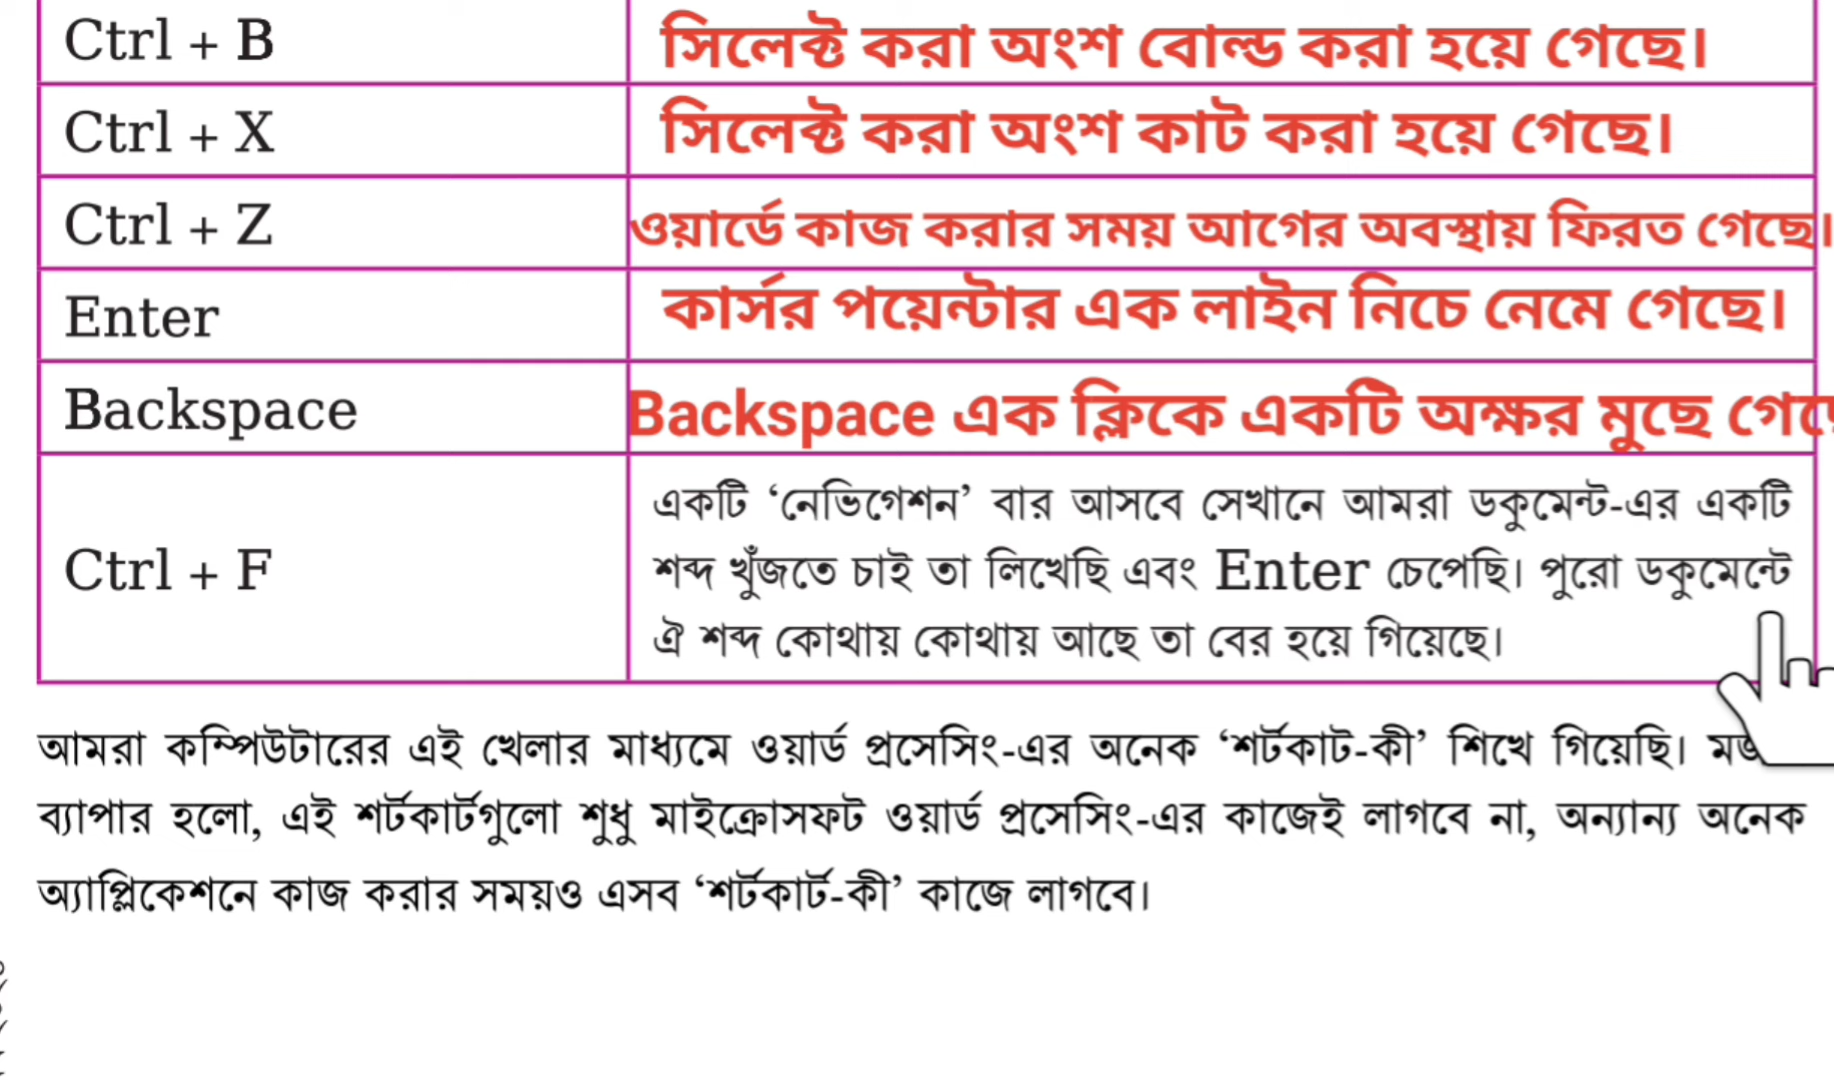 Ctrl + B সিলেক্ট করা অংশ বোল্ড করা হয়ে গেছে।
Ctrl + X সিলেক্ট করা অংশ কাট করা হয়ে গেছে।
Ctrl + Z ওয়ার্ডে কাজ করার সময় আগের অবস্থায় ফিরত গেছে।
Enter কার্সর পয়েন্টার এক লাইন নিচে নেমে গেছে।
Backspace Backspace এক ক্লিকে একটি অক্ষর মুছে
একটি ‘নেভিগেশন’ বার আসবে সেখানে আমরা ডকুমেন্ট-এর একটি
Ctrl + F শব্দ খুঁজতে চাই তা লিখেছি এবং Enter চেপেছি। পুরো ডকুমেন্টে
ঐ শব্দ কোথায় কোথায় আছে তা বের হয়ে গিয়েছে।
আমরা কম্পিউটারের এই খেলার মাধ্যমে ওয়ার্ড প্রসেসিং-এর অনেক ‘শর্টকাট-কী’ শিখে গিয়েছি।
ব্যাপার হলো, এই শর্টকার্টগুলো শুধু মাইক্রোসফট ওয়ার্ড প্রসেসিং-এর কাজেই লাগবে না, অন্যান্য অনেক
অ্যাপ্লিকেশনে কাজ করার সময়ও এসব ‘শর্টকার্ট-কী’ কাজে লাগবে।